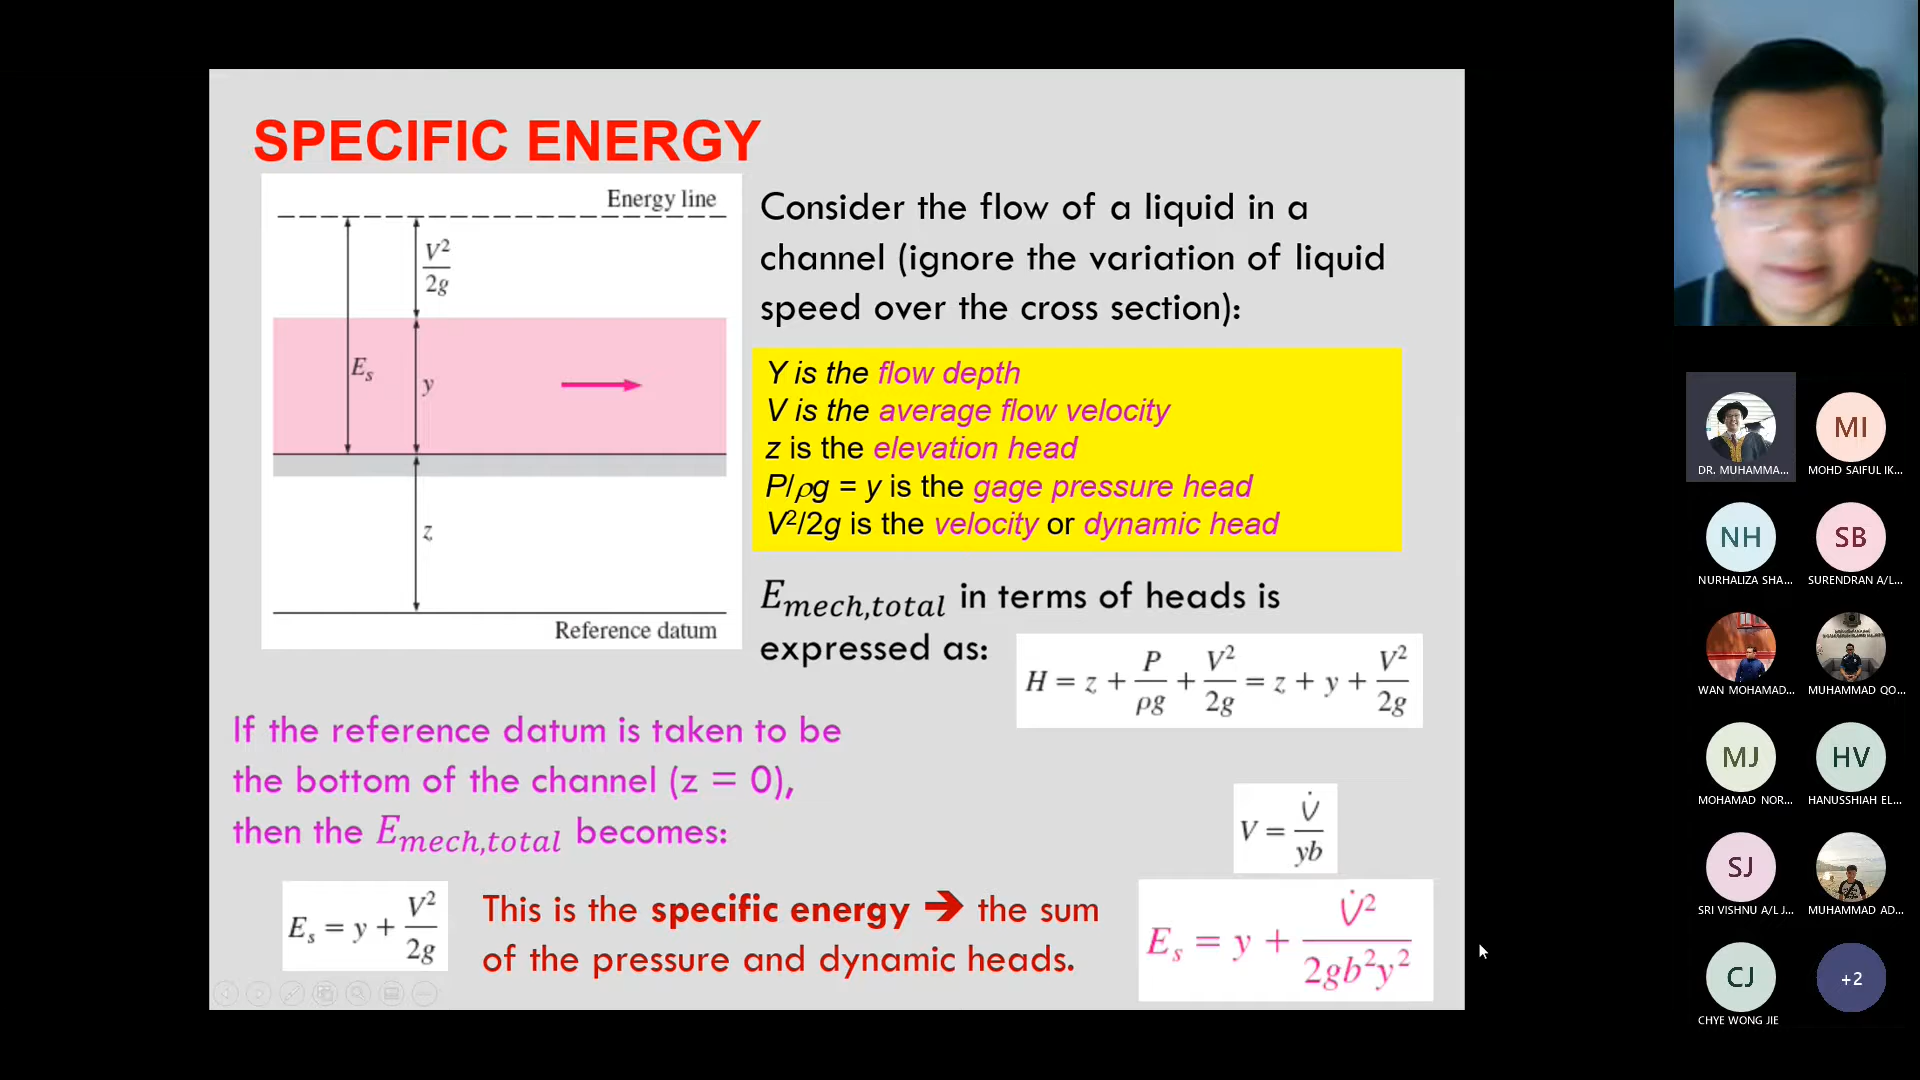 SPECIFIC ENERGY
Energy line
V²/2g
E_s
y
z
Reference datum
Consider the flow of a liquid in a
channel (ignore the variation of liquid
speed over the cross section):
Y is the flow depth
V is the average flow velocity
z is the elevation head
P/ρg = y is the gage pressure head
V²/2g is the velocity or dynamic head
E_mech,total in terms of heads is
expressed as:
H = z + P/ρg + V²/2g = z + y + V²/2g
If the reference datum is taken to be
the bottom of the channel (z = 0),
then the E_mech,total becomes:
V = V̇/yb
E_s = y + V²/2g
This is the specific energy ➔ the sum
of the pressure and dynamic heads.
E_s = y + V̇²/2gb²y²
DR. MUHAMMA...
MI
MOHD SAIFUL IK...
NH
NURHALIZA SHA...
SB
SURENDRAN A/L...
WAN MOHAMAD...
MUHAMMAD QO...
MJ
MOHAMAD NOR...
HV
HANUSSHIAH EL...
SJ
SRI VISHNU A/L J...
MUHAMMAD AD...
CJ
CHYE WONG JIE
+2